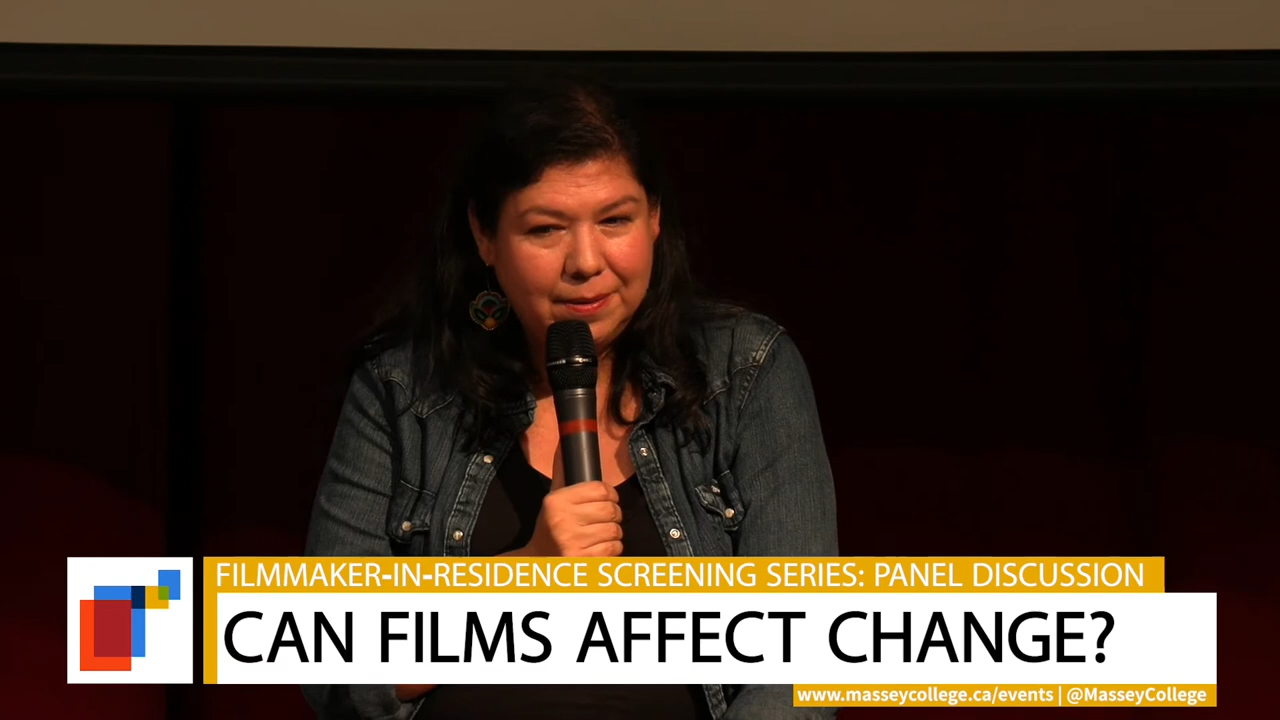 FILMMAKER-IN-RESIDENCE SCREENING SERIES: PANEL DISCUSSION
CAN FILMS AFFECT CHANGE?
www.masseycollege.ca/events | @MasseyCollege